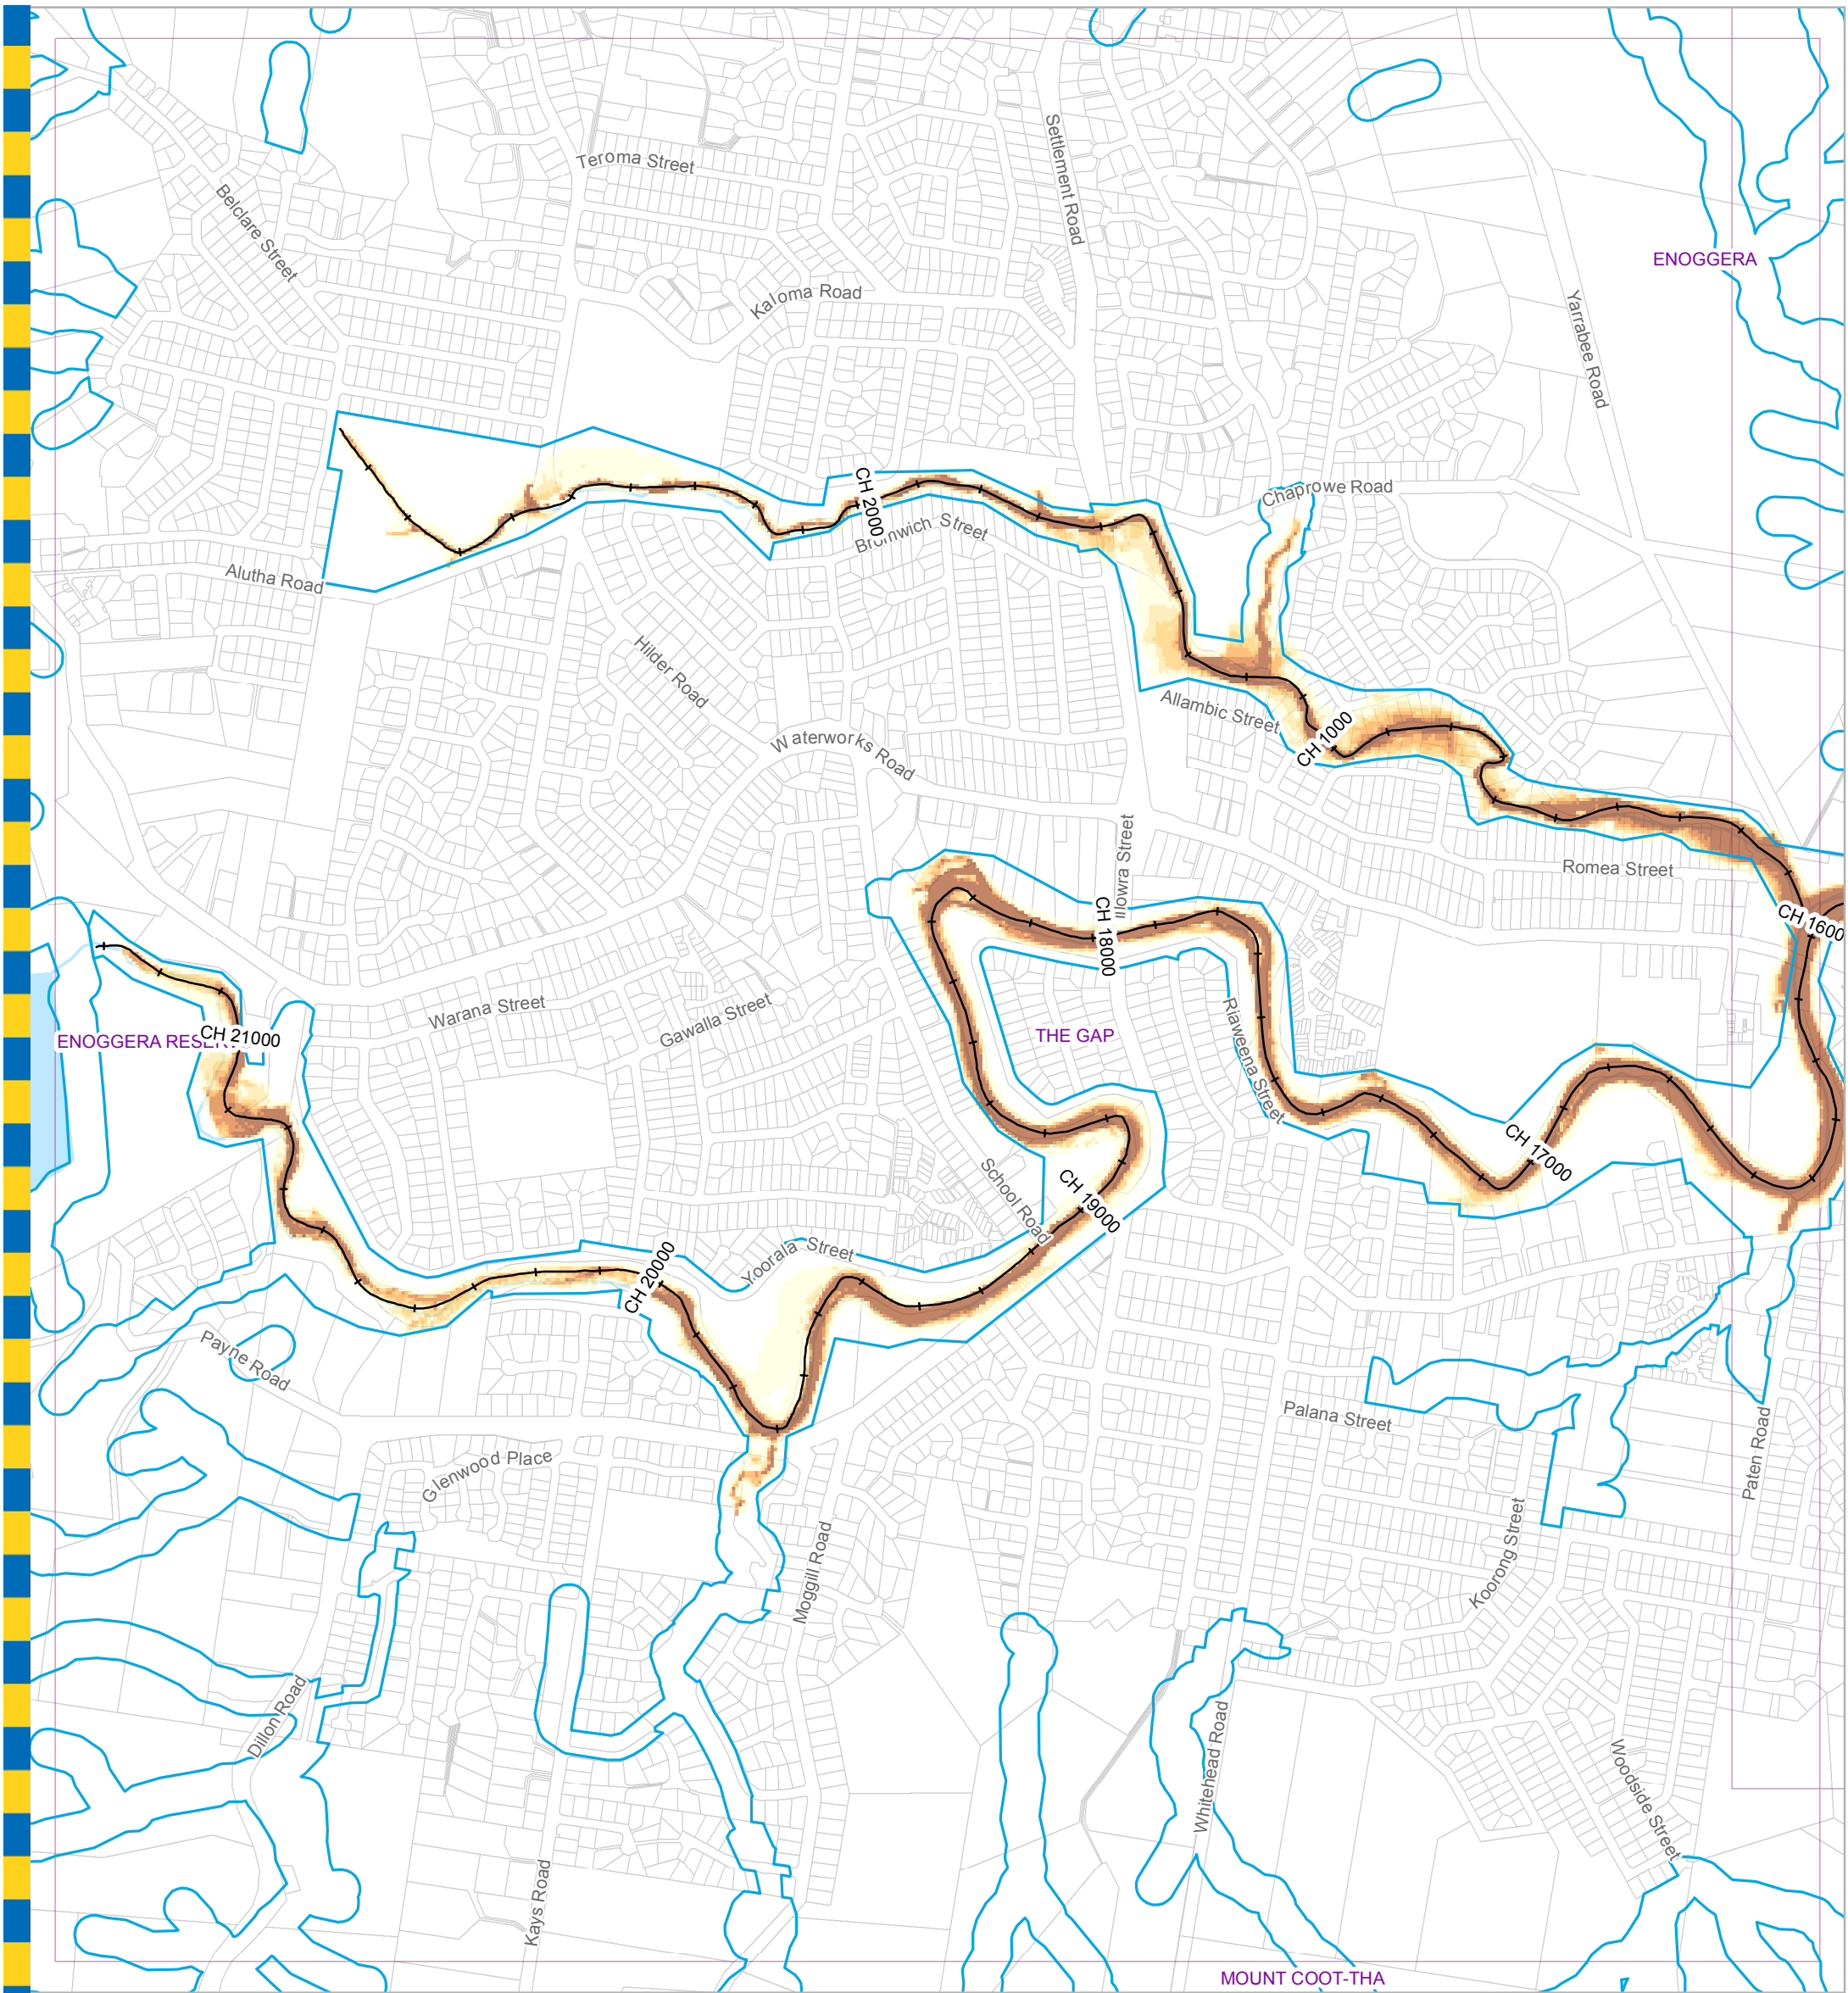 Teroma Street
Settlement Road
Belclare Street
ENOGGERA
Kaloma Road
Yarrabee Road
CH 2000
Chaprowe Road
Bromwich Street
Alutha Road
Hilder Road
Allambic Street
CH 1000
Waterworks Road
Illowra Street
Romea Street
CH 1600
CH 18000
Warana Street
Gawalla Street
Riaweena Street
THE GAP
ENOGGERA RESERV
CH 21000
CH 17000
School Road
CH 19000
Yoorala Street
CH 20000
Payne Road
Palana Street
Paten Road
Glenwood Place
Koorong Street
Moggill Road
Dillon Road
Whitehead Road
Woodside Street
Kays Road
MOUNT COOT-THA